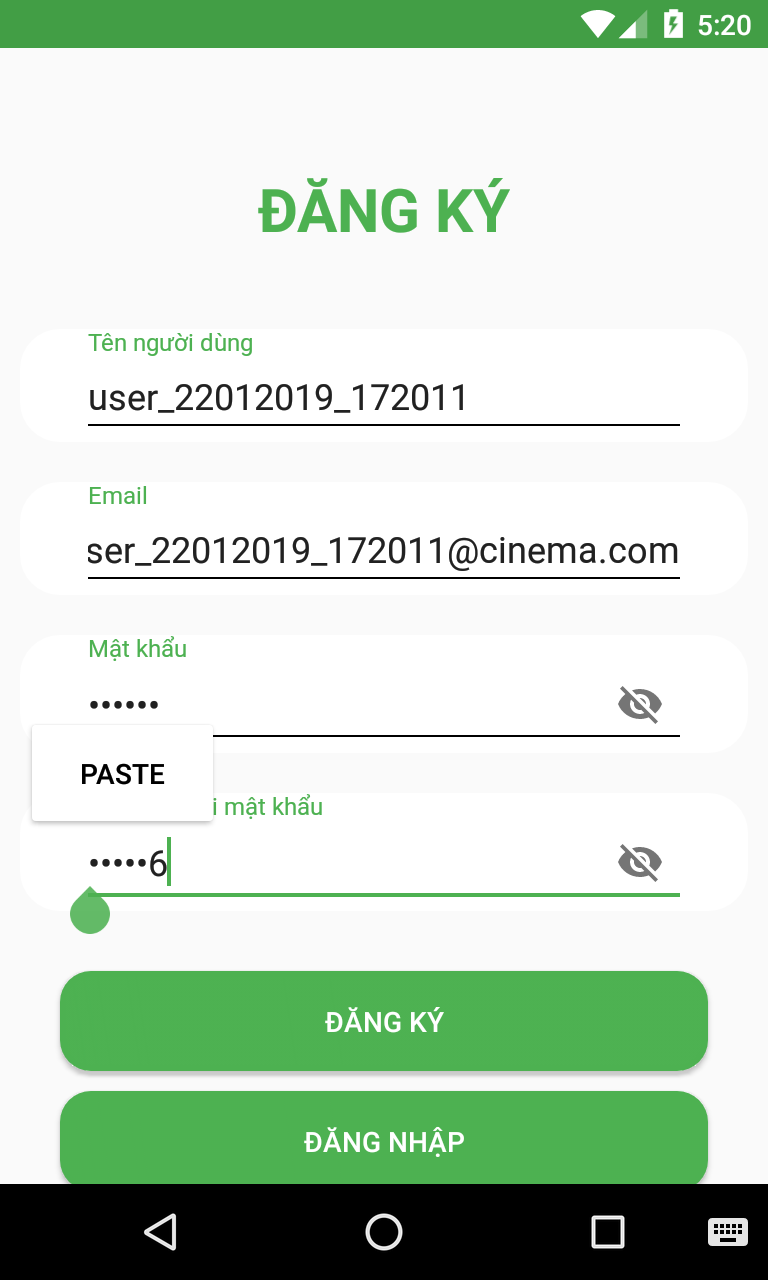 5:20
ĐĂNG KÝ
Tên người dùng
user_22012019_172011
Email
ser_22012019_172011@cinema.com
Mật khẩu
••••••
PASTE
i mật khẩu
•••••6
ĐĂNG KÝ
ĐĂNG NHẬP